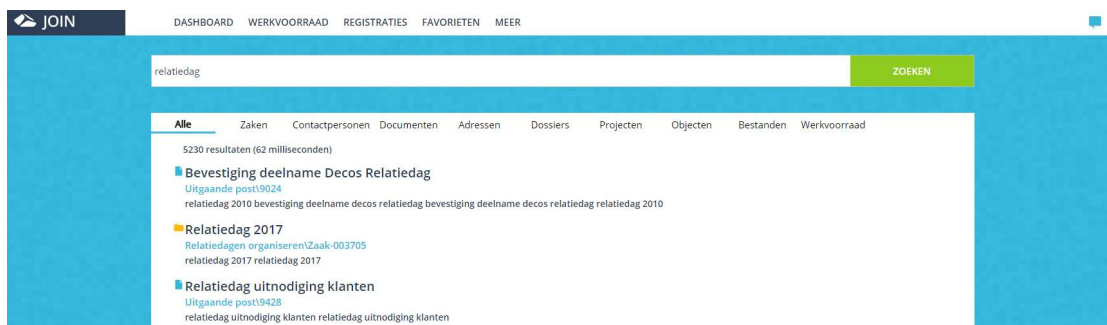 JOIN
DASHBOARD WERKVOORRAAD REGISTRATIES FAVORIETEN MEER
relatiedag ZOEKEN
Alle Zaken Contactpersonen Documenten Adressen Dossiers Projecten Objecten Bestanden Werkvoorraad
5230 resultaten (62 milliseconden)
Bevestiging deelname Decos Relatiedag
Uitgaande post\9024
relatiedag 2010 bevestiging deelname decos relatiedag bevestiging deelname decos relatiedag relatiedag 2010
Relatiedag 2017
Relatiedagen organiseren\Zaak-003705
relatiedag 2017 relatiedag 2017
Relatiedag uitnodiging klanten
Uitgaande post\9428
relatiedag uitnodiging klanten relatiedag uitnodiging klanten